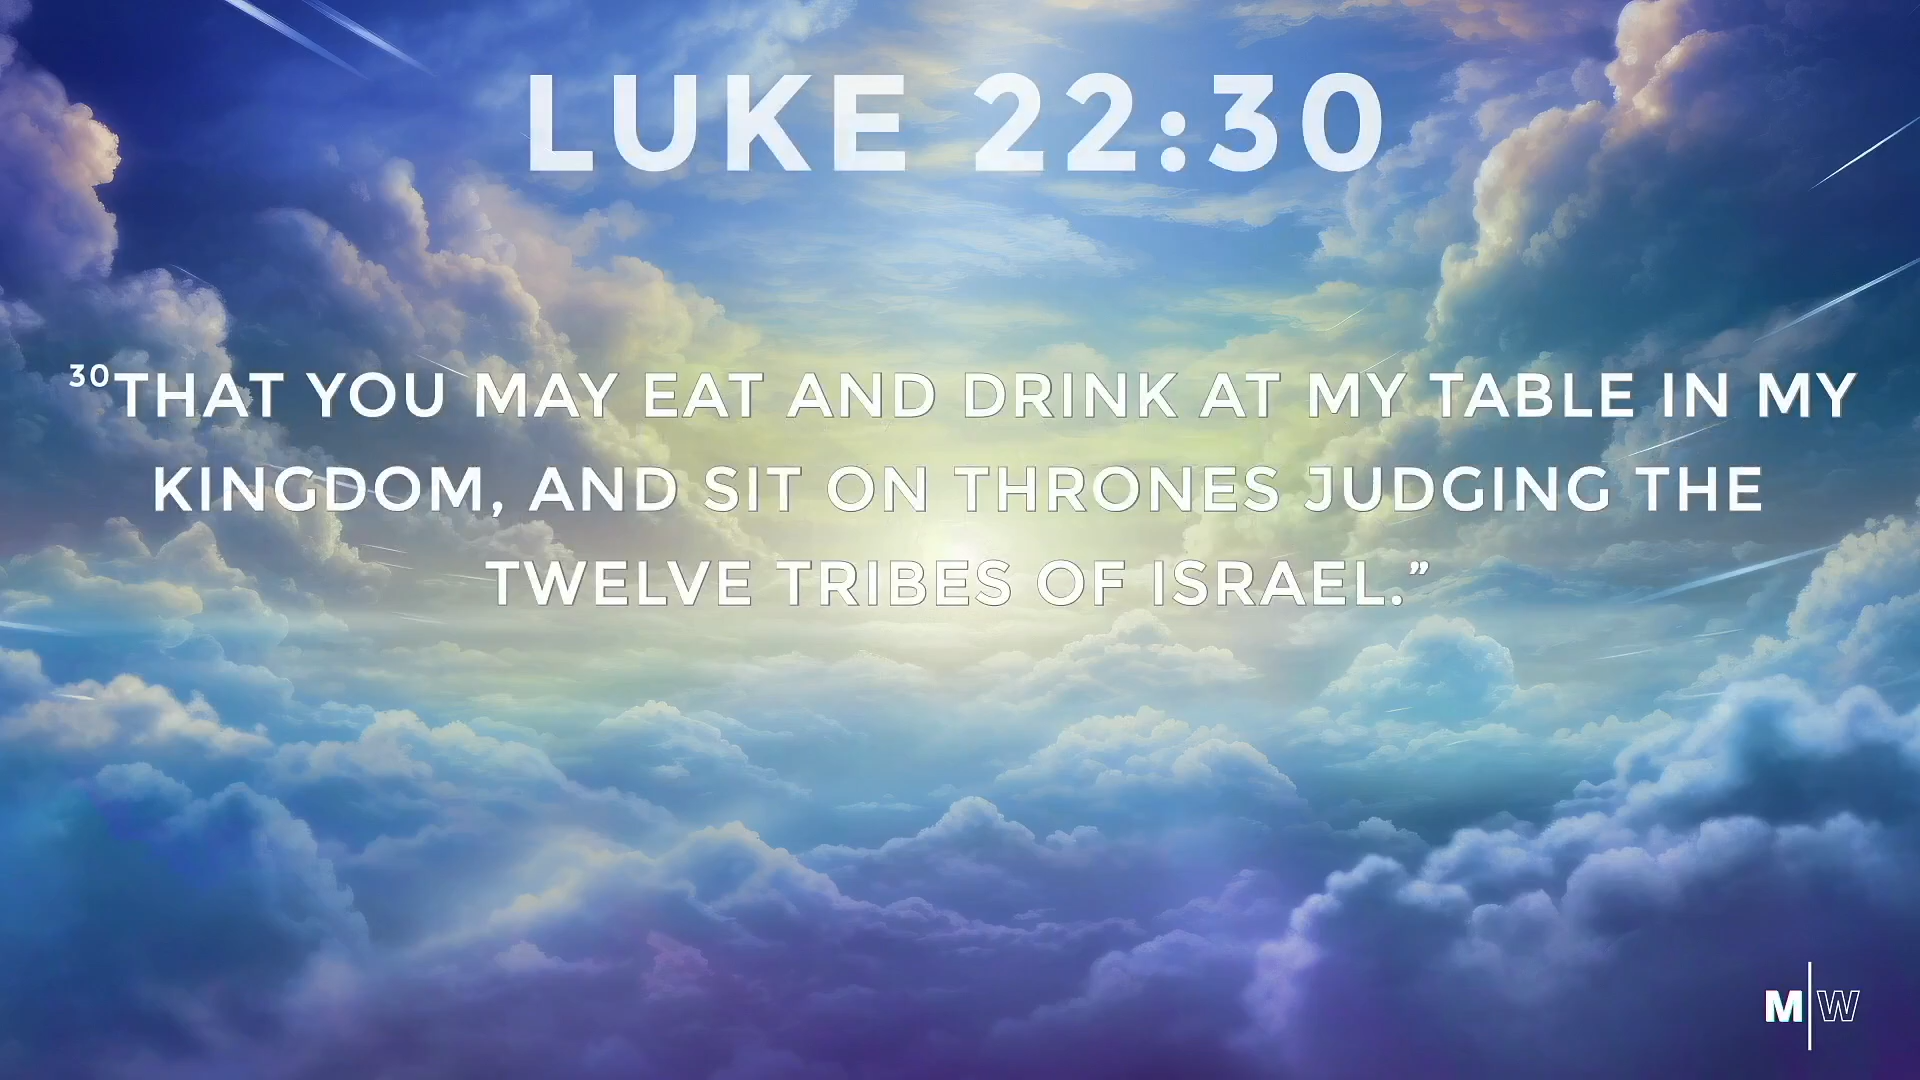 LUKE 22:30
30THAT YOU MAY EAT AND DRINK AT MY TABLE IN MY
KINGDOM, AND SIT ON THRONES JUDGING THE
TWELVE TRIBES OF ISRAEL.”
M|W